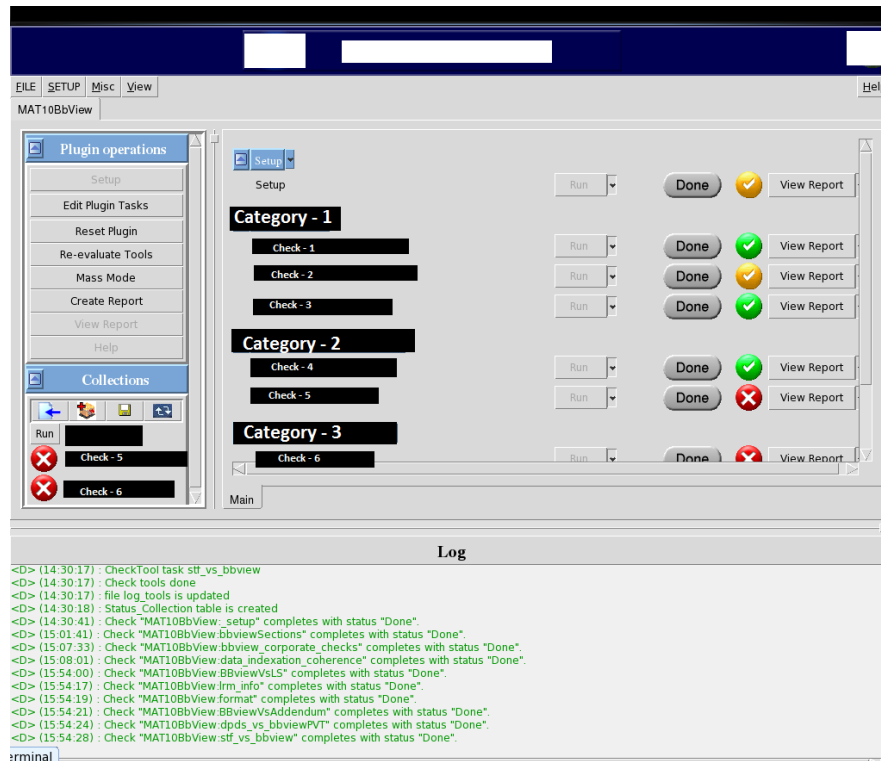 FILE SETUP Misc View Hel
MAT10BbView
Plugin operations
Setup
Edit Plugin Tasks
Reset Plugin
Re-evaluate Tools
Mass Mode
Create Report
View Report
Help
Collections
Run
Check - 5
Check - 6
Setup
Setup Run Done View Report
Category - 1
Check - 1 Run Done View Report
Check - 2 Run Done View Report
Check - 3 Run Done View Report
Category - 2
Check - 4 Run Done View Report
Check - 5 Run Done View Report
Category - 3
Check - 6 Run Done View Report
Main
Log
<D> (14:30:17) : CheckTool task stf_vs_bbview
<D> (14:30:17) : Check tools done
<D> (14:30:17) : file log_tools is updated
<D> (14:30:18) : Status_Collection table is created
<D> (14:30:41) : Check "MAT10BbView:_setup" completes with status "Done".
<D> (15:01:41) : Check "MAT10BbView:bbviewSections" completes with status "Done".
<D> (15:07:33) : Check "MAT10BbView:bbview_corporate_checks" completes with status "Done".
<D> (15:08:01) : Check "MAT10BbView:data_indexation_coherence" completes with status "Done".
<D> (15:54:00) : Check "MAT10BbView:BBviewVsLS" completes with status "Done".
<D> (15:54:17) : Check "MAT10BbView:lrm_info" completes with status "Done".
<D> (15:54:19) : Check "MAT10BbView:format" completes with status "Done".
<D> (15:54:21) : Check "MAT10BbView:BBviewVsAddendum" completes with status "Done".
<D> (15:54:24) : Check "MAT10BbView:dpds_vs_bbviewPVT" completes with status "Done".
<D> (15:54:28) : Check "MAT10BbView:stf_vs_bbview" completes with status "Done".
erminal